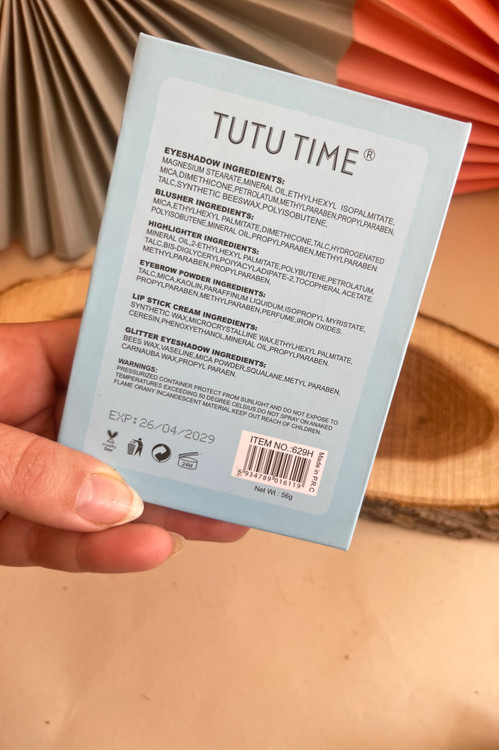 TUTU TIME®
EYESHADOW INGREDIENTS:
MAGNESIUM STEARATE,MINERAL OIL,ETHYLHEXYL ISOPALMITATE,
MICA,DIMETHICONE,PETROLATUM,METHYLPARABEN,PROPYLPARABEN,
TALC,SYNTHETIC BEESWAX,POLYISOBUTENE,
BLUSHER INGREDIENTS:
MICA,ETHYLHEXYL PALMITATE,DIMETHICONE,TALC,HYDROGENATED
POLYISOBUTENE,MINERAL OIL,PROPYLPARABEN,METHYLPARABEN.
HIGHLIGHTER INGREDIENTS:
MINERAL OIL,2-ETHYLHEXYL PALMITATE,POLYBUTENE,PETROLATUM,
TALC,BIS-DIGLYCERYLPOIYACYLADIPATE-2,TOCOPHERAL ACETATE.
METHYLPARABEN,PROPYLPARABEN,
EYEBROW POWDER INGREDIENTS:
TALC,MICA,KAOLIN,PARAFFINUM LIQUIDUM,ISOPROPYL MYRISTATE,
PROPYLPARABEN,METHYLPARABEN,PERFUME,IRON OXIDES.
LIP STICK CREAM INGREDIENTS:
SYNTHETIC WAX,MICROCRYSTALLINE WAX,ETHYLHEXYL PALMITATE,
CERESIN,PHENOXYETHANOL,MINERAL OIL,PROPYLPARABEN.
GLITTER EYESHADOW INGREDIENTS:
BEES WAX,VASELINE,MICA POWDER,SQUALANE,METYL PARABEN,
CARNAUBA WAX,PROPYL PARAEN.
WARNINGS:
PRESSURIZED CONTAINER PROTECT FROM SUNLIGHT AND DO NOT EXPOSE TO
TEMPERATURES EXCEEDING 50 DEGREE CELSIUS.DO NOT SPRAY ON ANAKED
FLAME ORANY INCANDESCENT MATERIAL.KEEP OUT REACH OF CHILDREN.
EXP:26/04/2029
24M
ITEM NO.:629H
6 934789 016119
Made in P.R.C
Net Wt : 56g